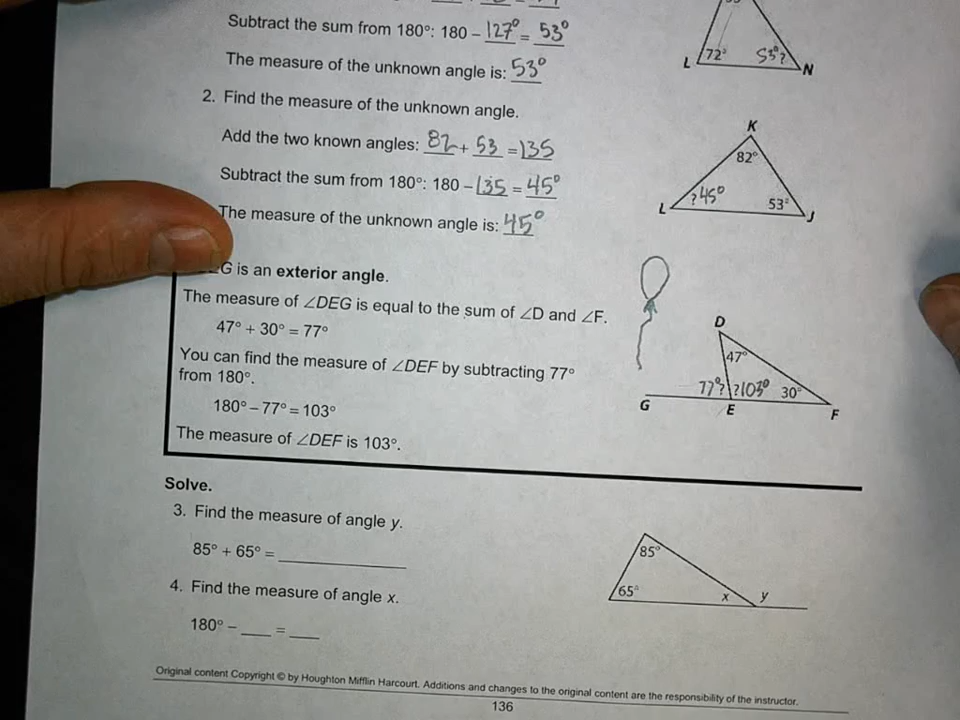 Subtract the sum from 180°: 180 – 127° = 53°
The measure of the unknown angle is: 53°
L 72° 53°? N
2. Find the measure of the unknown angle.
Add the two known angles: 82 + 53 = 135
Subtract the sum from 180°: 180 – 135 = 45°
The measure of the unknown angle is: 45°
K
82°
L ?45° 53° J
G is an exterior angle.
The measure of ∠DEG is equal to the sum of ∠D and ∠F.
47° + 30° = 77°
You can find the measure of ∠DEF by subtracting 77°
from 180°.
180° – 77° = 103°
The measure of ∠DEF is 103°.
D
47°
77°? ?103° 30°
G E F
Solve.
3. Find the measure of angle y.
85° + 65° =
4. Find the measure of angle x.
180° – ___ = ___
85°
65° x y
Original content Copyright © by Houghton Mifflin Harcourt. Additions and changes to the original content are the responsibility of the instructor.
136